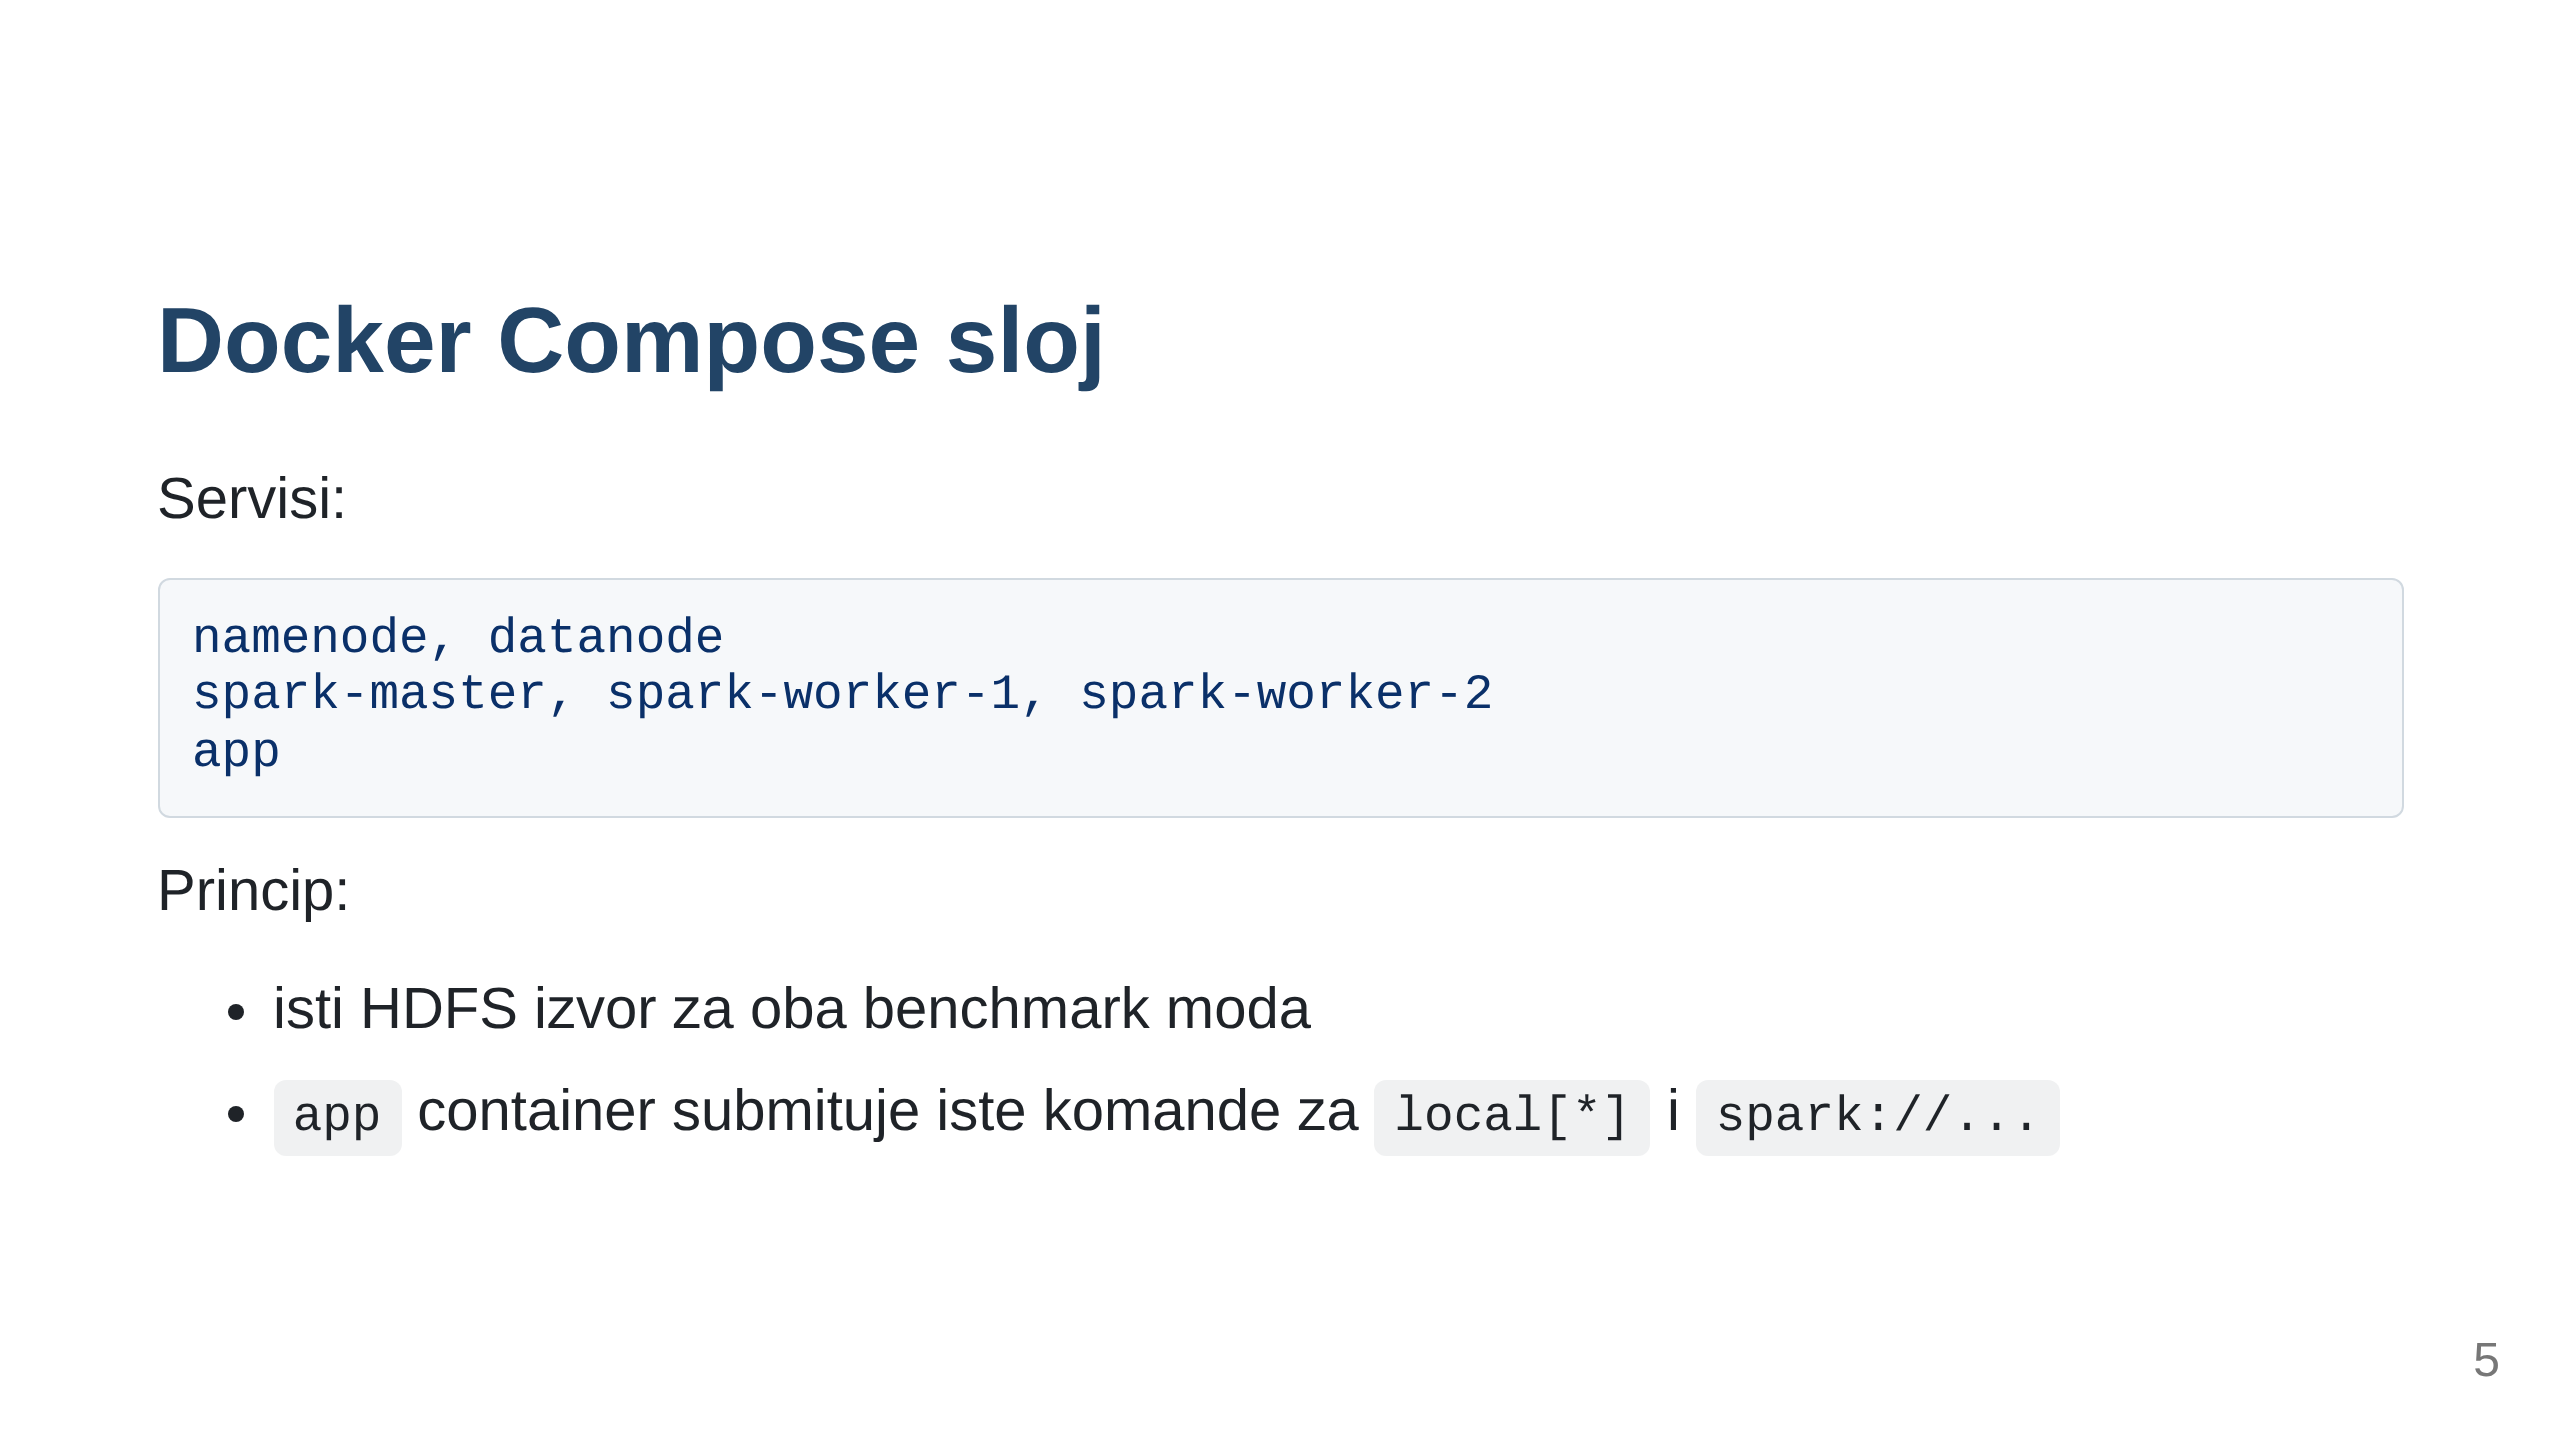 Docker Compose sloj
Servisi:
namenode, datanode
spark-master, spark-worker-1, spark-worker-2
app
Princip:
• isti HDFS izvor za oba benchmark moda
• app container submituje iste komande za local[*] i spark://...
5